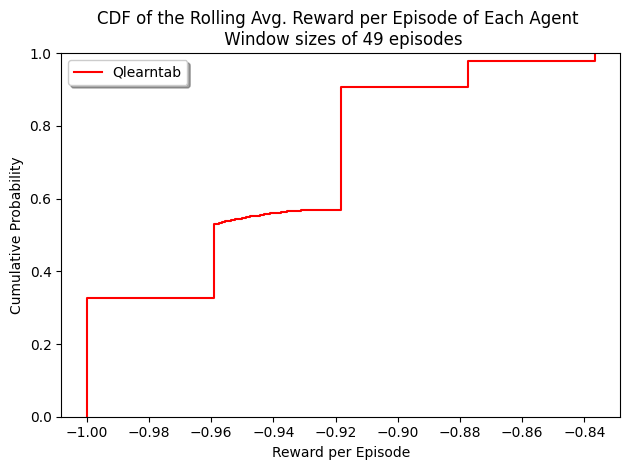 CDF of the Rolling Avg. Reward per Episode of Each Agent
Window sizes of 49 episodes
Qlearntab
Cumulative Probability
1.0
0.8
0.6
0.4
0.2
0.0
−1.00 −0.98 −0.96 −0.94 −0.92 −0.90 −0.88 −0.86 −0.84
Reward per Episode